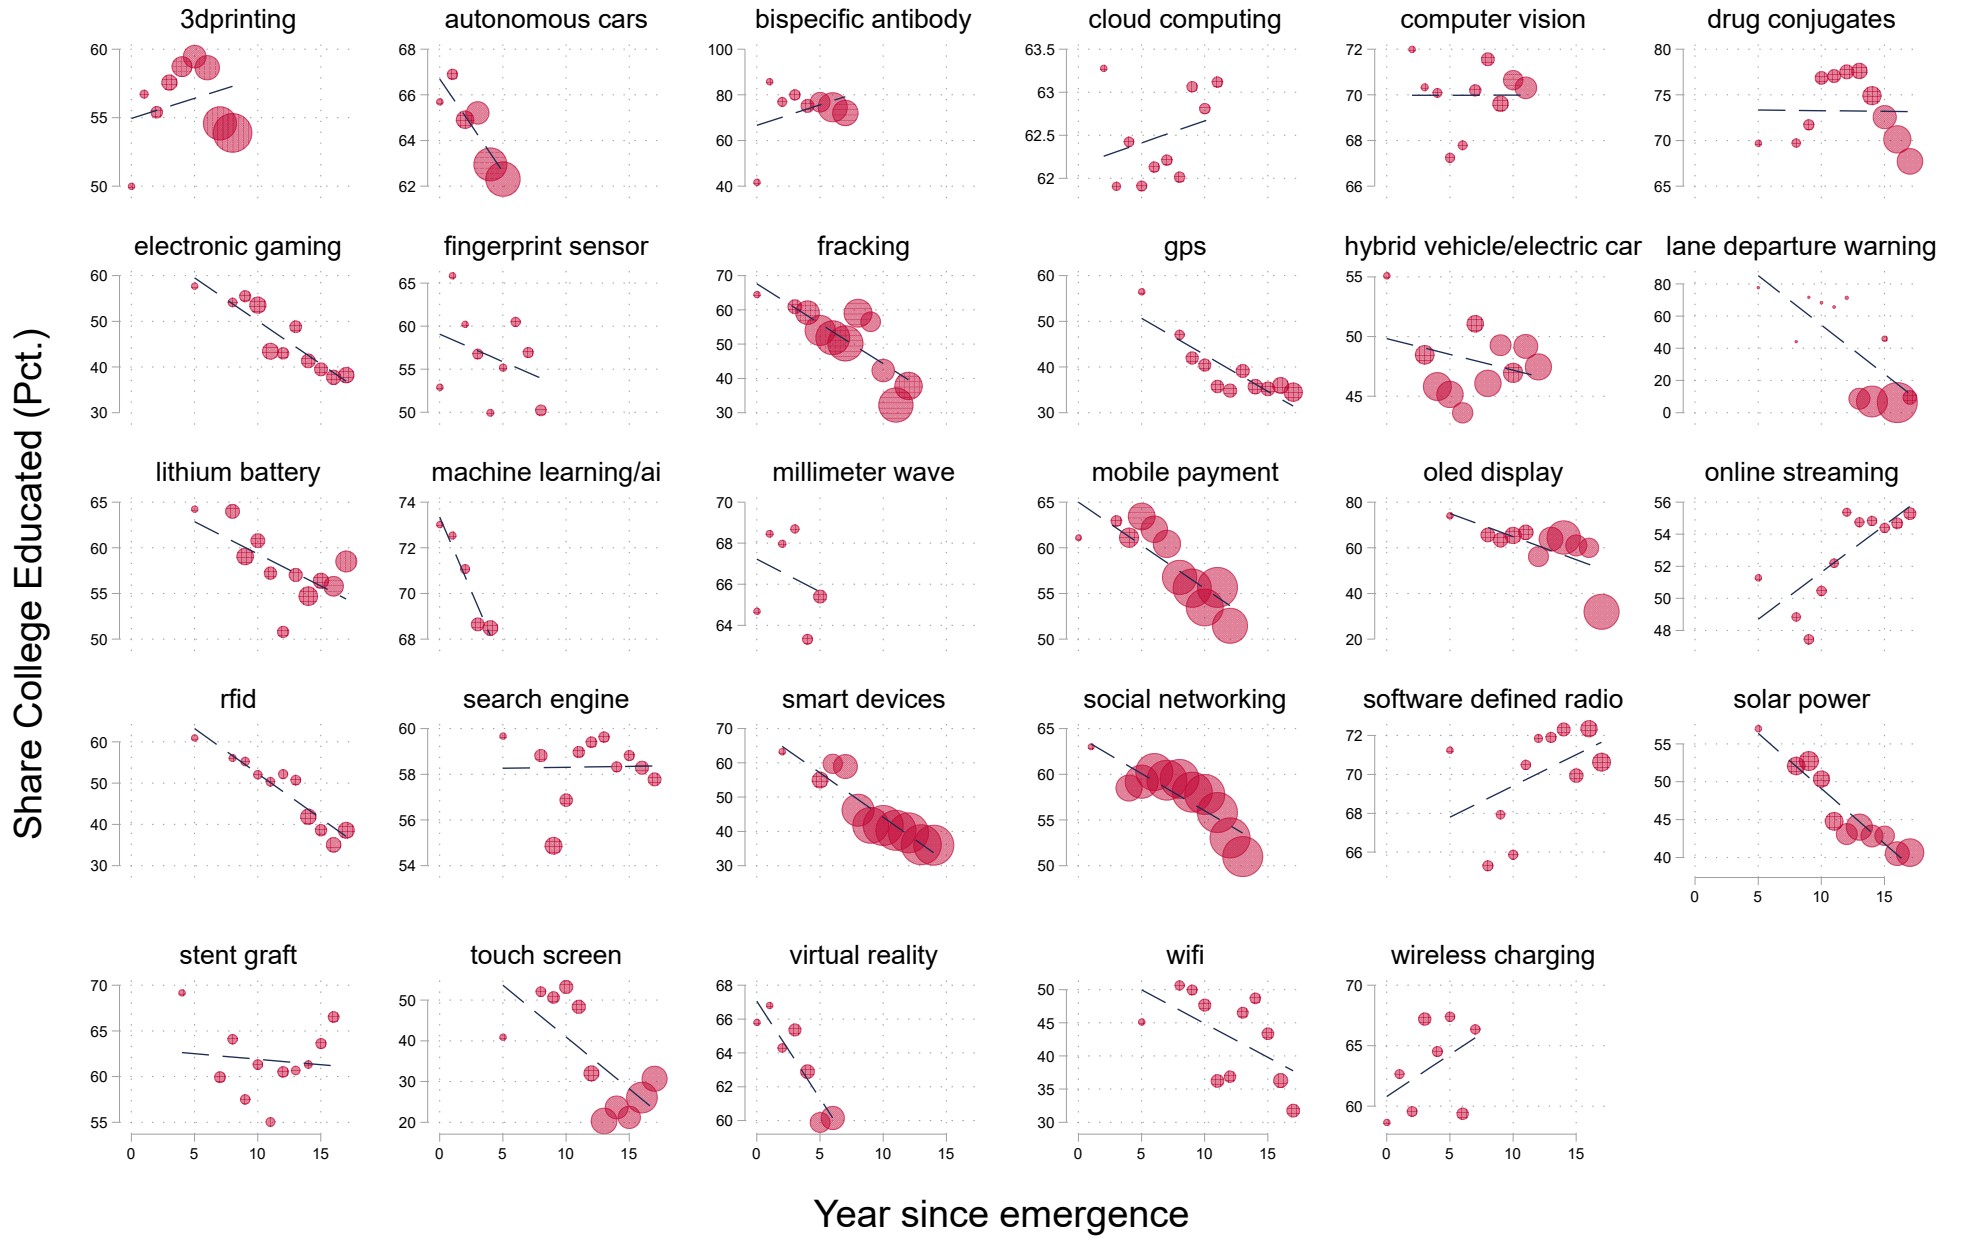 3dprinting autonomous cars bispecific antibody cloud computing computer vision drug conjugates
60 68 100 63.5 72 80
66 80 63 70 75
55 64 60 62.5 68 70
50 62 40 62 66 65
electronic gaming fingerprint sensor fracking gps hybrid vehicle/electric car lane departure warning
60 65 70 60 55 80
50 60 60 50 50 60
40 55 50 40 45 40
30 50 40 30 20
30 0
lithium battery machine learning/ai millimeter wave mobile payment oled display online streaming
65 74 70 65 80 56
60 72 68 60 60 54
55 70 66 55 40 52
50 68 64 50 20 50
48
rfid search engine smart devices social networking software defined radio solar power
60 60 70 65 72 55
50 58 60 60 70 50
40 56 50 55 68 45
30 54 40 50 66 40
30
0 5 10 15
stent graft touch screen virtual reality wifi wireless charging
70 50 68 50 70
65 40 66 45 65
60 30 64 40 60
55 20 62 35
60 30
0 5 10 15 0 5 10 15 0 5 10 15 0 5 10 15 0 5 10 15
Share College Educated (Pct.)
Year since emergence